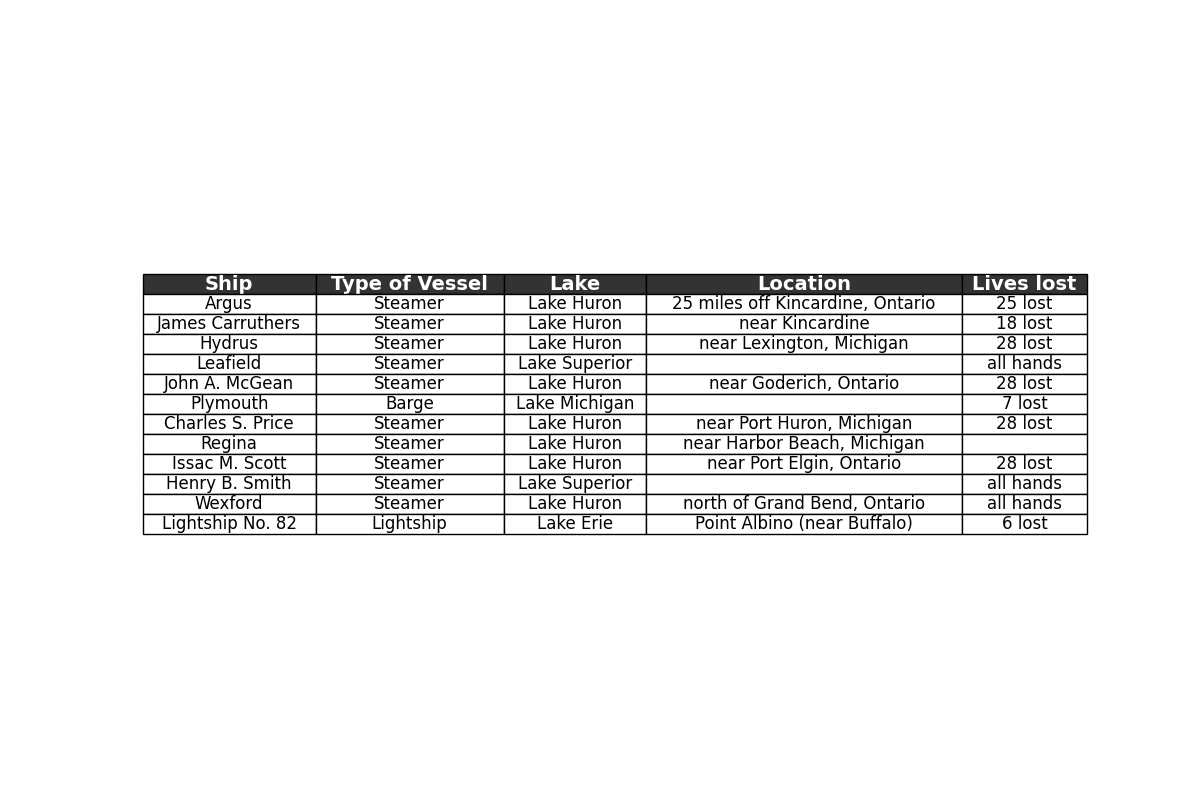 Ship Type of Vessel Lake Location Lives lost
Argus Steamer Lake Huron 25 miles off Kincardine, Ontario 25 lost
James Carruthers Steamer Lake Huron near Kincardine 18 lost
Hydrus Steamer Lake Huron near Lexington, Michigan 28 lost
Leafield Steamer Lake Superior all hands
John A. McGean Steamer Lake Huron near Goderich, Ontario 28 lost
Plymouth Barge Lake Michigan 7 lost
Charles S. Price Steamer Lake Huron near Port Huron, Michigan 28 lost
Regina Steamer Lake Huron near Harbor Beach, Michigan
Issac M. Scott Steamer Lake Huron near Port Elgin, Ontario 28 lost
Henry B. Smith Steamer Lake Superior all hands
Wexford Steamer Lake Huron north of Grand Bend, Ontario all hands
Lightship No. 82 Lightship Lake Erie Point Albino (near Buffalo) 6 lost